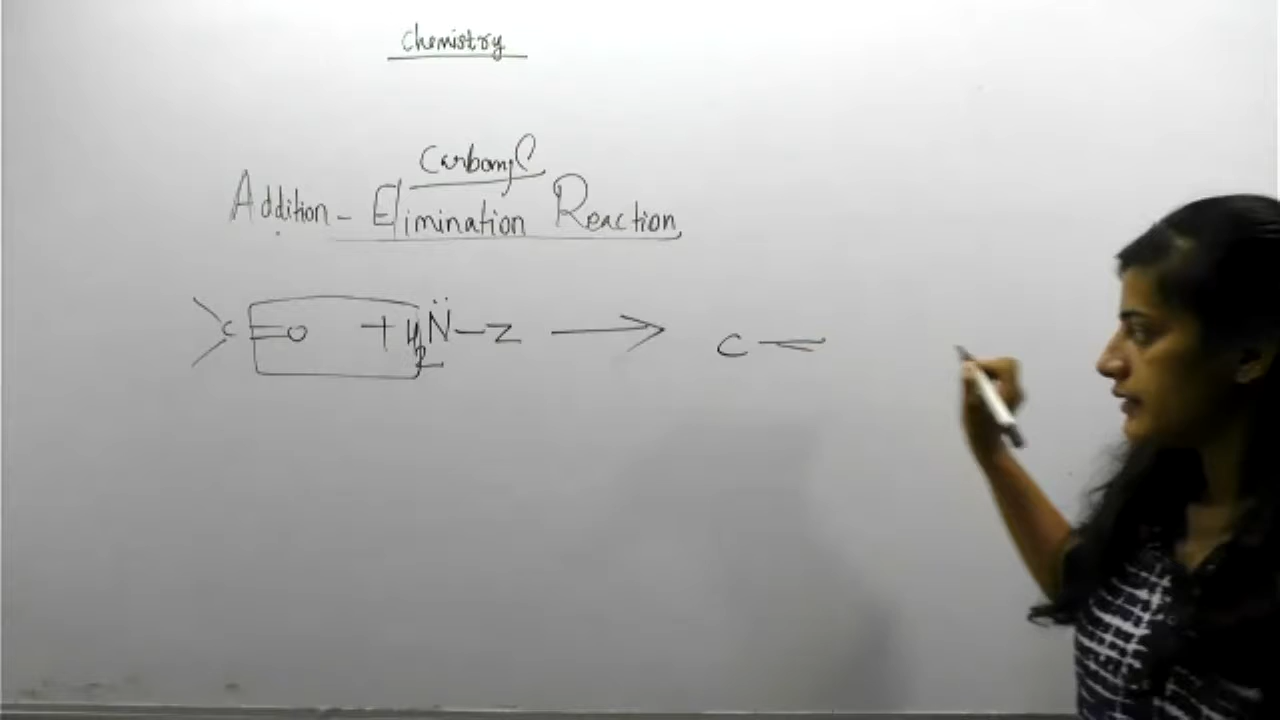 Chemistry
Carbonyl
Addition - Elimination Reaction
>C=O + H₂N̈-Z ⟶ C=